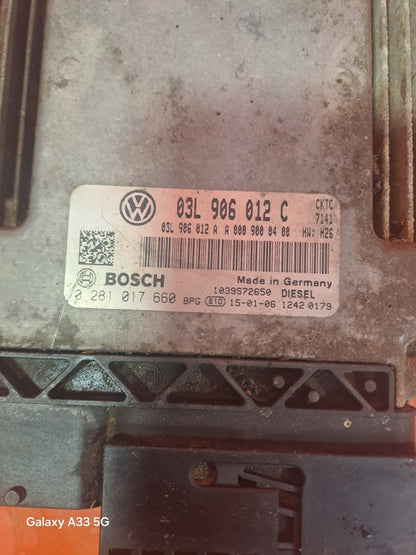 03L 906 012 C
CKTC
7141
03L 906 012 A A 000 900 04 00 HW: H26
BOSCH
Made in Germany
1039S72650 DIESEL
0 281 017 660 BPG 810 15-01-06 1242 0179
Galaxy A33 5G